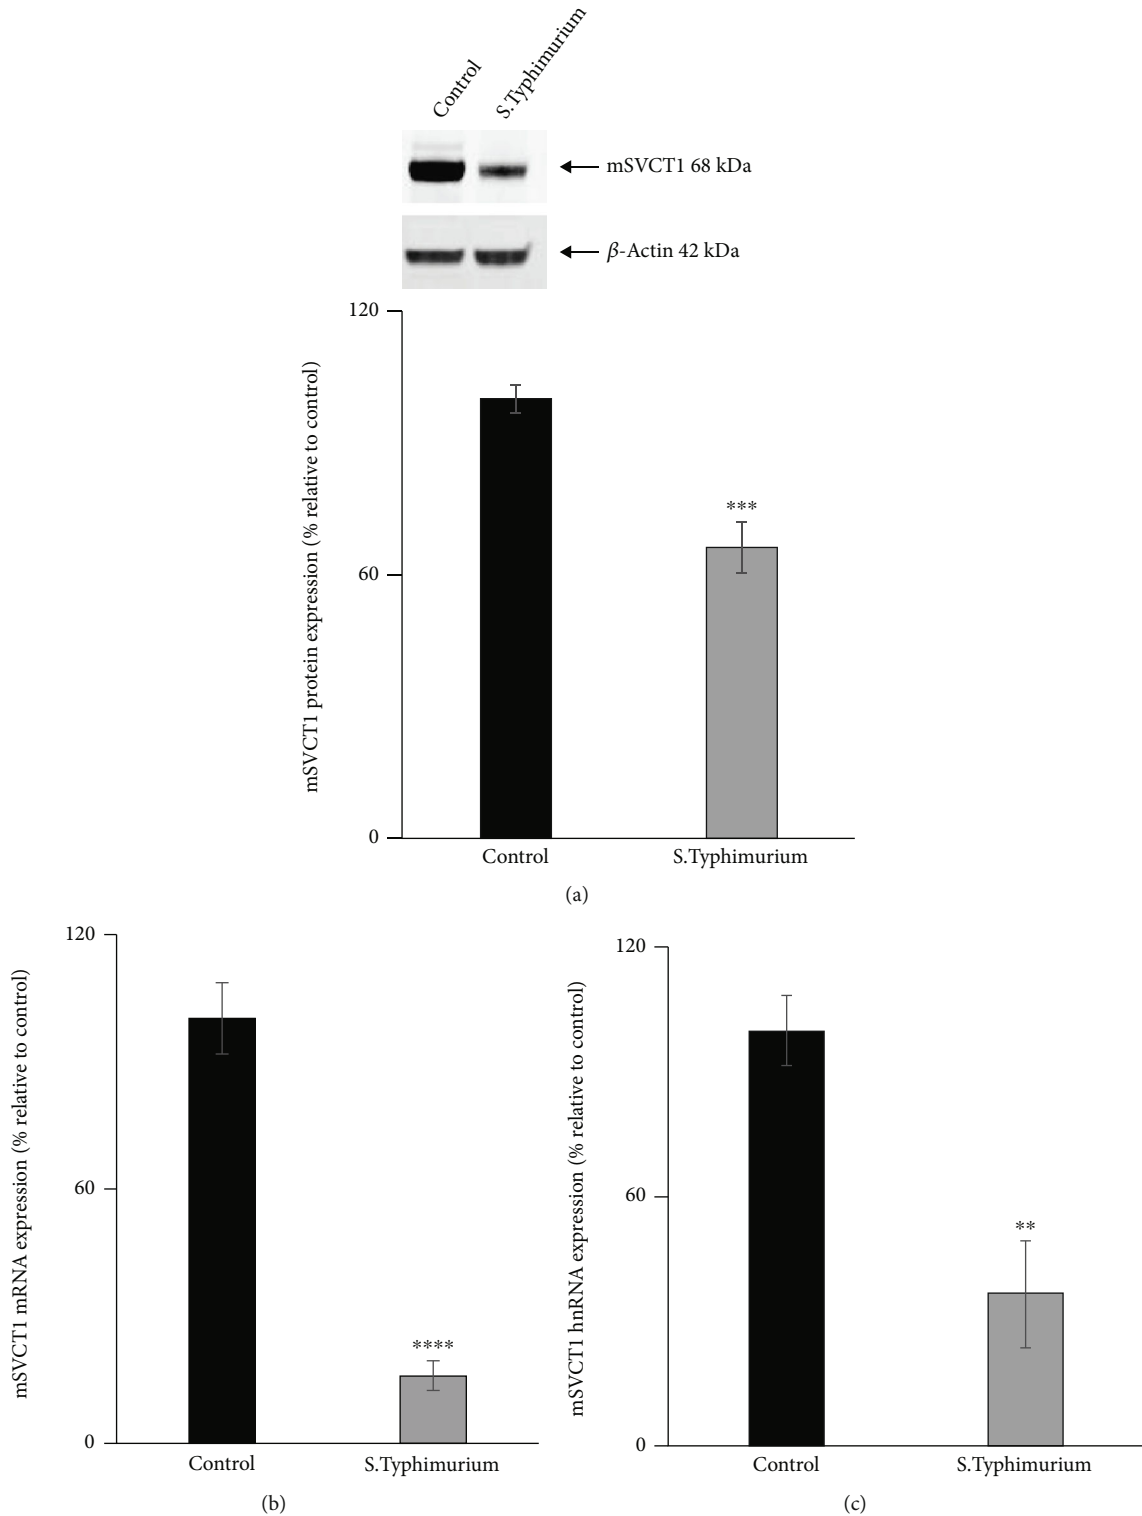 Control
S.Typhimurium
mSVCT1 68 kDa
β-Actin 42 kDa
120
60
0
mSVCT1 protein expression (% relative to control)
***
Control
S.Typhimurium
(a)
120
60
0
mSVCT1 mRNA expression (% relative to control)
****
Control
S.Typhimurium
(b)
120
60
0
mSVCT1 hnRNA expression (% relative to control)
**
Control
S.Typhimurium
(c)